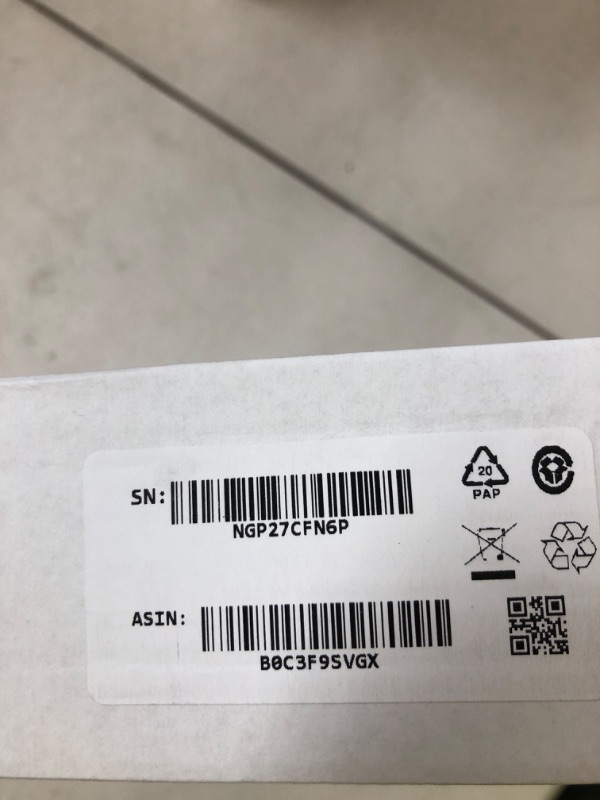 SN:
NGP27CFN6P
20
PAP
ASIN:
B0C3F9SVGX